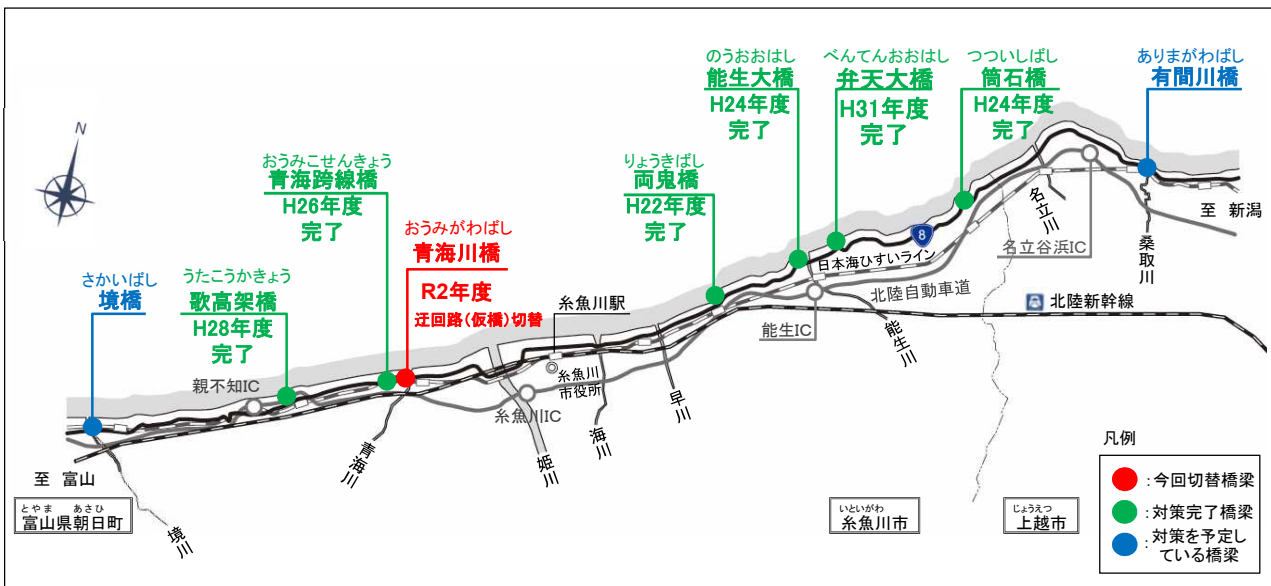 のうおおはし
能生大橋
H24年度
完了
べんてんおおはし
弁天大橋
H31年度
完了
つついしばし
筒石橋
H24年度
完了
ありまがわばし
有間川橋
N
おうみこせんきょう
青海跨線橋
H26年度
完了
りょうきばし
両鬼橋
H22年度
完了
おうみがわばし
青海川橋
R2年度
迂回路(仮橋)切替
さかいばし
境橋
うたこうかきょう
歌高架橋
H28年度
完了
糸魚川駅
8
日本海ひすいライン
名立川
名立谷浜IC
至 新潟
桑取川
北陸自動車道
北陸新幹線
能生IC
能生川
親不知IC
糸魚川
市役所
糸魚川IC
早川
海川
姫川
青海川
境川
至 富山
とやま あさひ
富山県朝日町
いといがわ
糸魚川市
じょうえつ
上越市
凡例
:今回切替橋梁
:対策完了橋梁
:対策を予定し
ている橋梁